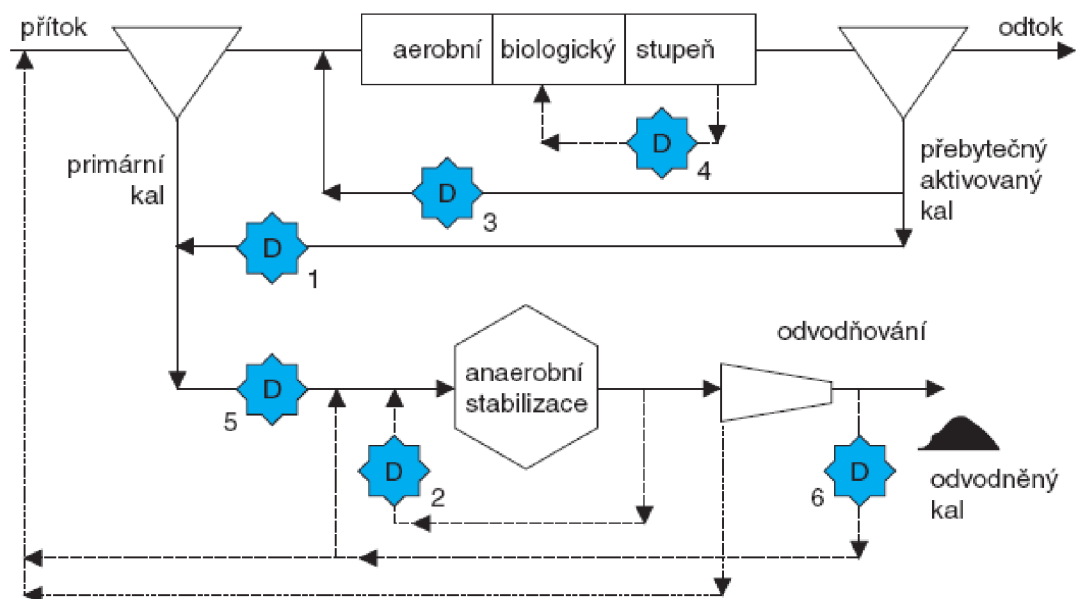 přítok
aerobní
biologický
stupeň
odtok
D
4
primární
kal
přebytečný
aktivovaný
kal
D
3
D
1
odvodňování
anaerobní
stabilizace
D
5
D
2
D
6
odvodněný
kal